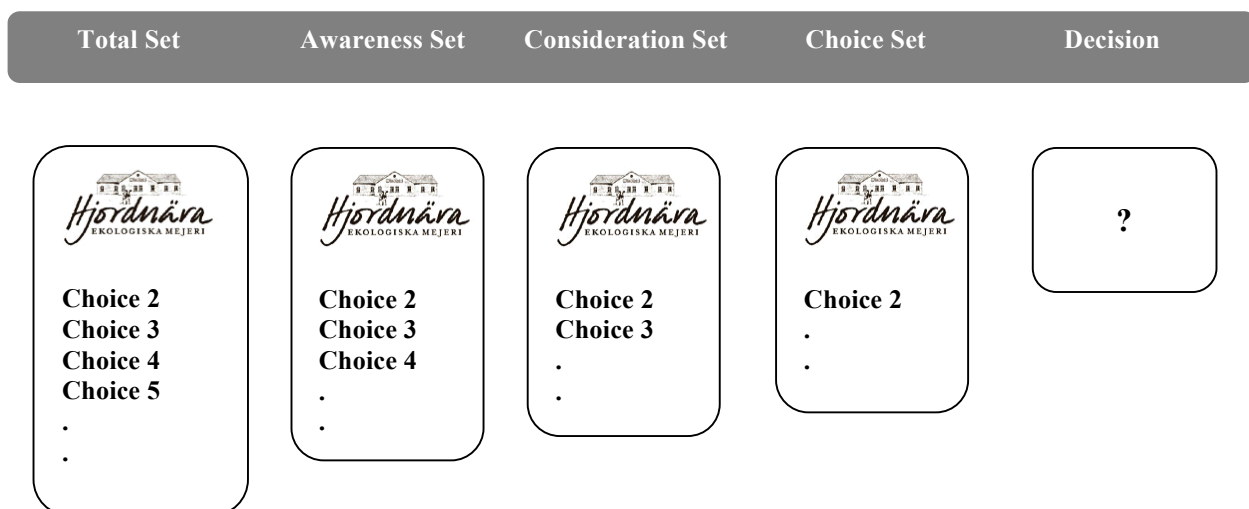 Total Set Awareness Set Consideration Set Choice Set Decision
Hjordnära
EKOLOGISKA MEJERI
Choice 2
Choice 3
Choice 4
Choice 5
.
.
Hjordnära
EKOLOGISKA MEJERI
Choice 2
Choice 3
Choice 4
.
.
Hjordnära
EKOLOGISKA MEJERI
Choice 2
Choice 3
.
.
Hjordnära
EKOLOGISKA MEJERI
Choice 2
.
.
?